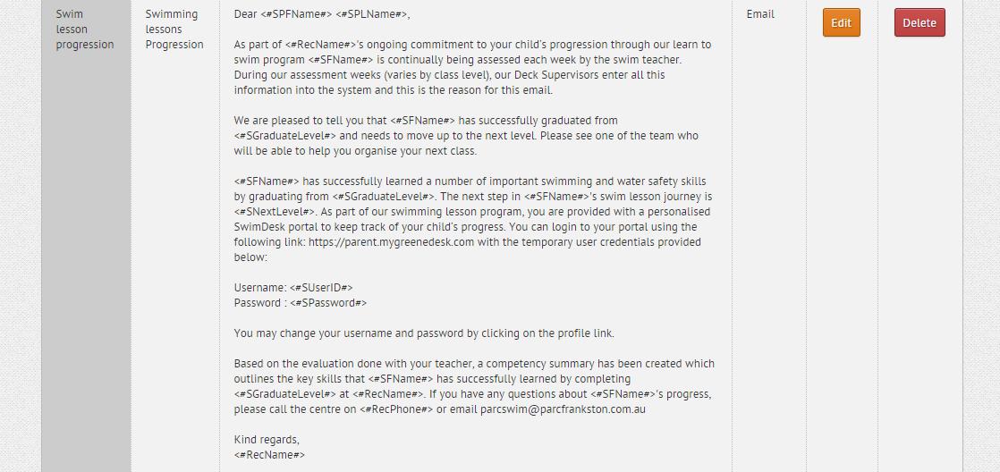 Swim
lesson
progression
Swimming
lessons
Progression
Dear <#SPFName#> <#SPLName#>,
As part of <#RecName#>'s ongoing commitment to your child's progression through our learn to
swim program <#SFName#> is continually being assessed each week by the swim teacher.
During our assessment weeks (varies by class level), our Deck Supervisors enter all this
information into the system and this is the reason for this email.
We are pleased to tell you that <#SFName#> has successfully graduated from
<#SGraduateLevel#> and needs to move up to the next level. Please see one of the team who
will be able to help you organise your next class.
<#SFName#> has successfully learned a number of important swimming and water safety skills
by graduating from <#SGraduateLevel#>. The next step in <#SFName#>'s swim lesson journey is
<#SNextLevel#>. As part of our swimming lesson program, you are provided with a personalised
SwimDesk portal to keep track of your child's progress. You can login to your portal using the
following link: https://parent.mygreenedesk.com with the temporary user credentials provided
below:
Username: <#SUserID#>
Password : <#SPassword#>
You may change your username and password by clicking on the profile link.
Based on the evaluation done with your teacher, a competency summary has been created which
outlines the key skills that <#SFName#> has successfully learned by completing
<#SGraduateLevel#> at <#RecName#>. If you have any questions about <#SFName#>'s progress,
please call the centre on <#RecPhone#> or email parcswim@parcfrankston.com.au
Kind regards,
<#RecName#>
Email
Edit
Delete